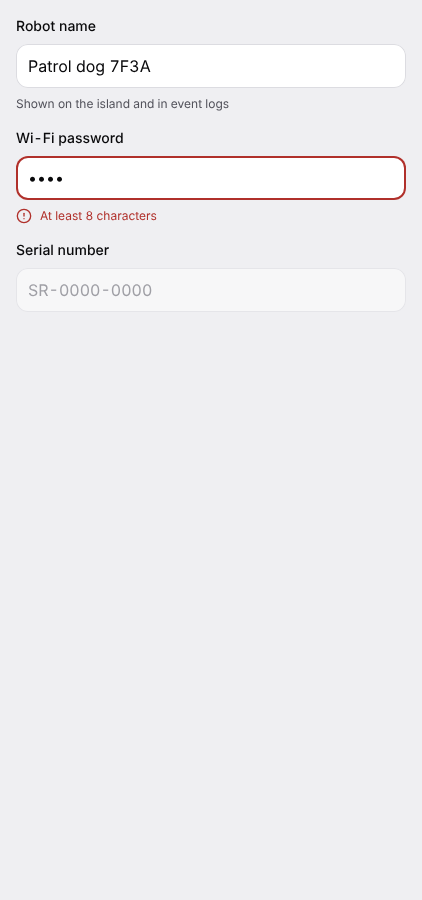 Robot name
Patrol dog 7F3A
Shown on the island and in event logs
Wi-Fi password
••••
At least 8 characters
Serial number
SR-0000-0000